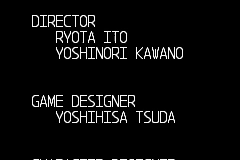 DIRECTOR
RYOTA ITO
YOSHINORI KAWANO
GAME DESIGNER
YOSHIHISA TSUDA